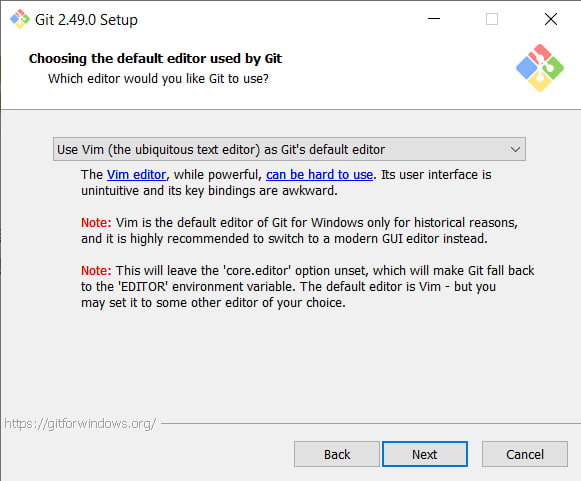 Git 2.49.0 Setup
Choosing the default editor used by Git
Which editor would you like Git to use?
Use Vim (the ubiquitous text editor) as Git's default editor
The Vim editor, while powerful, can be hard to use. Its user interface is
unintuitive and its key bindings are awkward.
Note: Vim is the default editor of Git for Windows only for historical reasons,
and it is highly recommended to switch to a modern GUI editor instead.
Note: This will leave the 'core.editor' option unset, which will make Git fall back
to the 'EDITOR' environment variable. The default editor is Vim - but you
may set it to some other editor of your choice.
https://gitforwindows.org/
Back Next Cancel